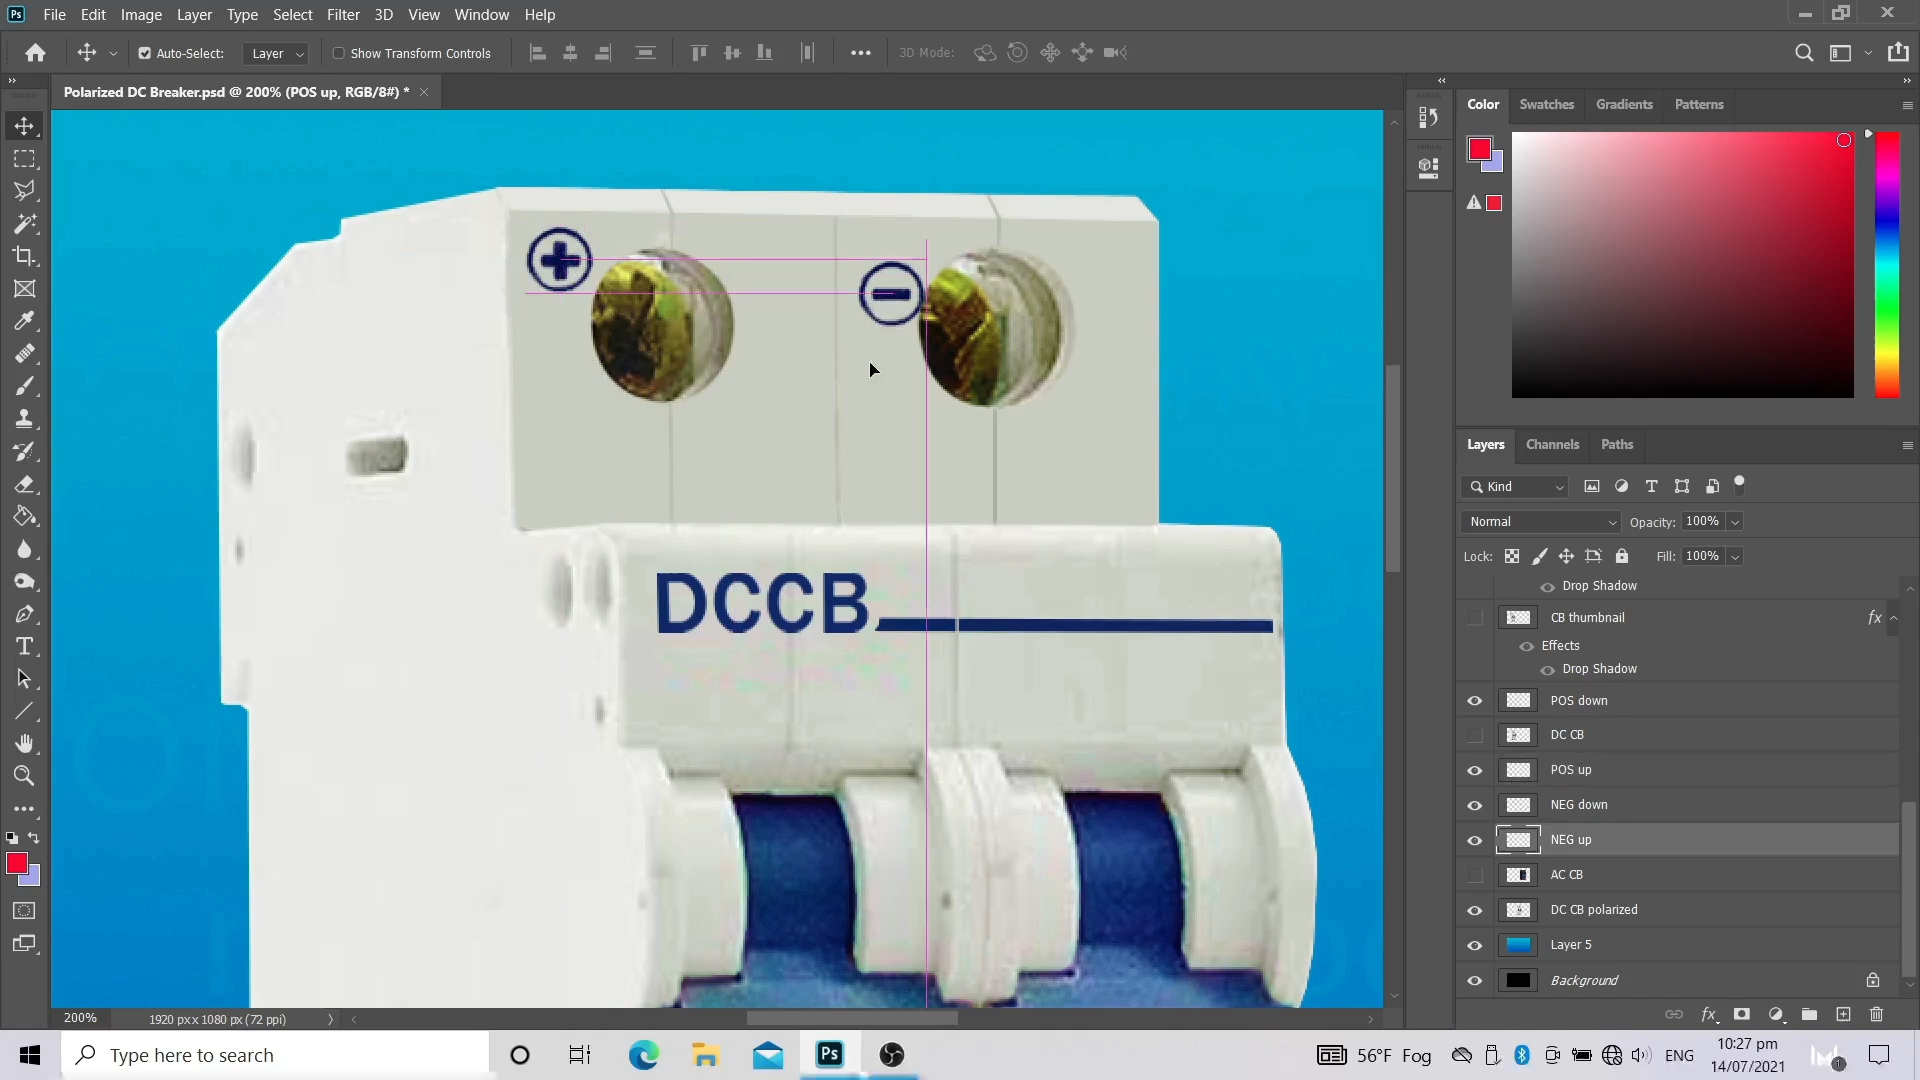 Ps File Edit Image Layer Type Select Filter 3D View Window Help
Auto-Select: Layer Show Transform Controls 3D Mode:
Polarized DC Breaker.psd @ 200% (POS up, RGB/8#) *
Color Swatches Gradients Patterns
DCCB
Layers Channels Paths
Kind
Normal Opacity: 100%
Lock: Fill: 100%
Drop Shadow
CB thumbnail fx
Effects
Drop Shadow
POS down
DC CB
POS up
NEG down
NEG up
AC CB
DC CB polarized
Layer 5
Background
200% 1920 px x 1080 px (72 ppi)
Type here to search
Ps
56°F Fog
ENG
10:27 pm
14/07/2021
1